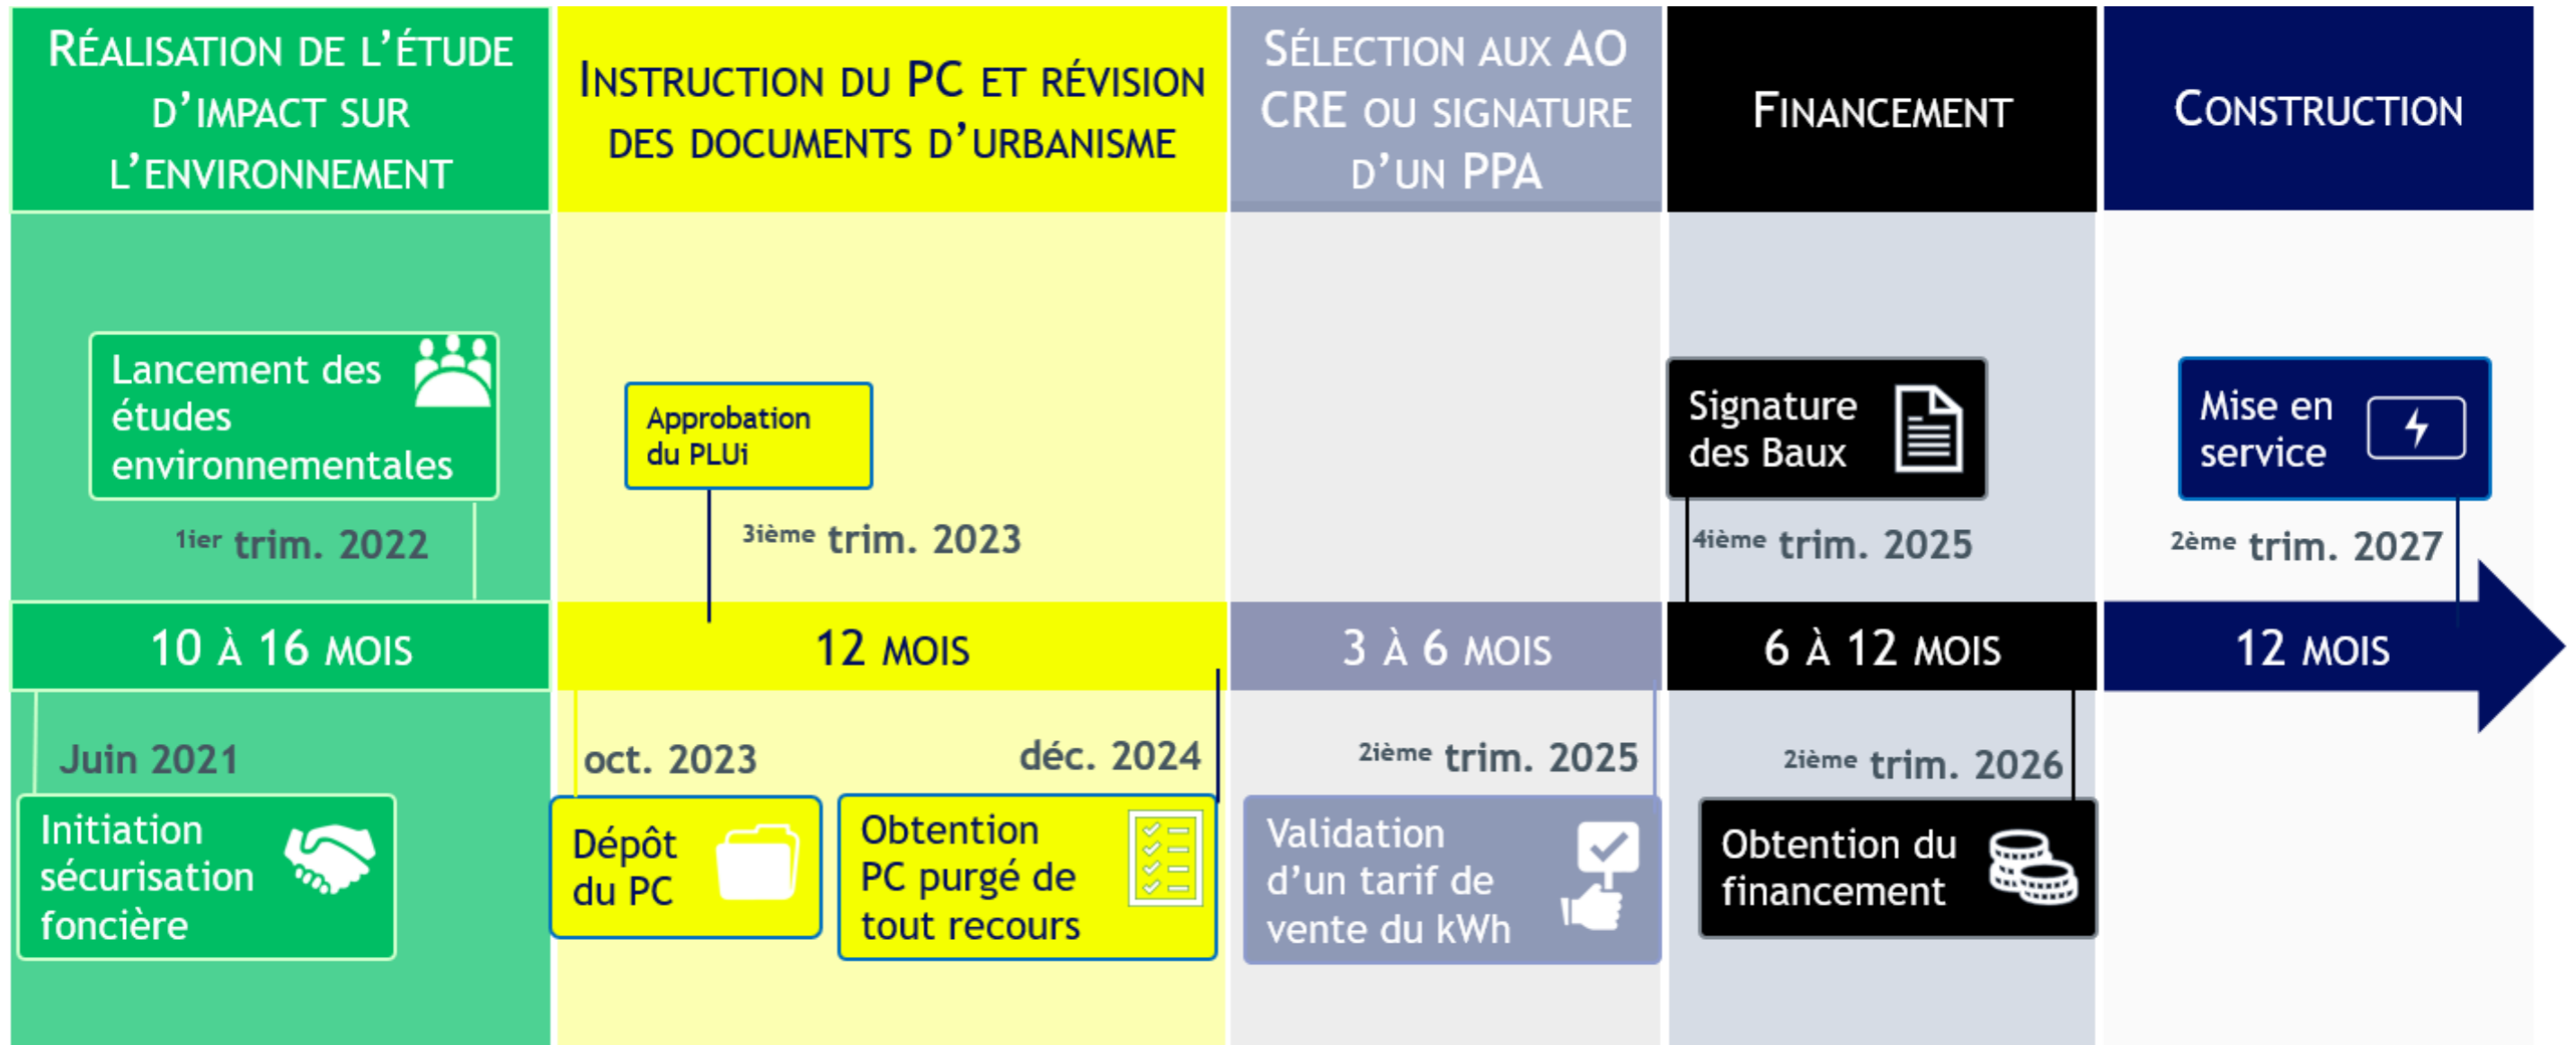 RÉALISATION DE L’ÉTUDE
D’IMPACT SUR
L’ENVIRONNEMENT
INSTRUCTION DU PC ET RÉVISION
DES DOCUMENTS D’URBANISME
SÉLECTION AUX AO
CRE OU SIGNATURE
D’UN PPA
FINANCEMENT
CONSTRUCTION
Lancement des
études
environnementales
1ier trim. 2022
Approbation
du PLUi
3ième trim. 2023
Signature
des Baux
4ième trim. 2025
Mise en
service
2ème trim. 2027
10 À 16 MOIS
12 MOIS
3 À 6 MOIS
6 À 12 MOIS
12 MOIS
Juin 2021
Initiation
sécurisation
foncière
oct. 2023
Dépôt
du PC
déc. 2024
Obtention
PC purgé de
tout recours
2ième trim. 2025
Validation
d’un tarif de
vente du kWh
2ième trim. 2026
Obtention du
financement